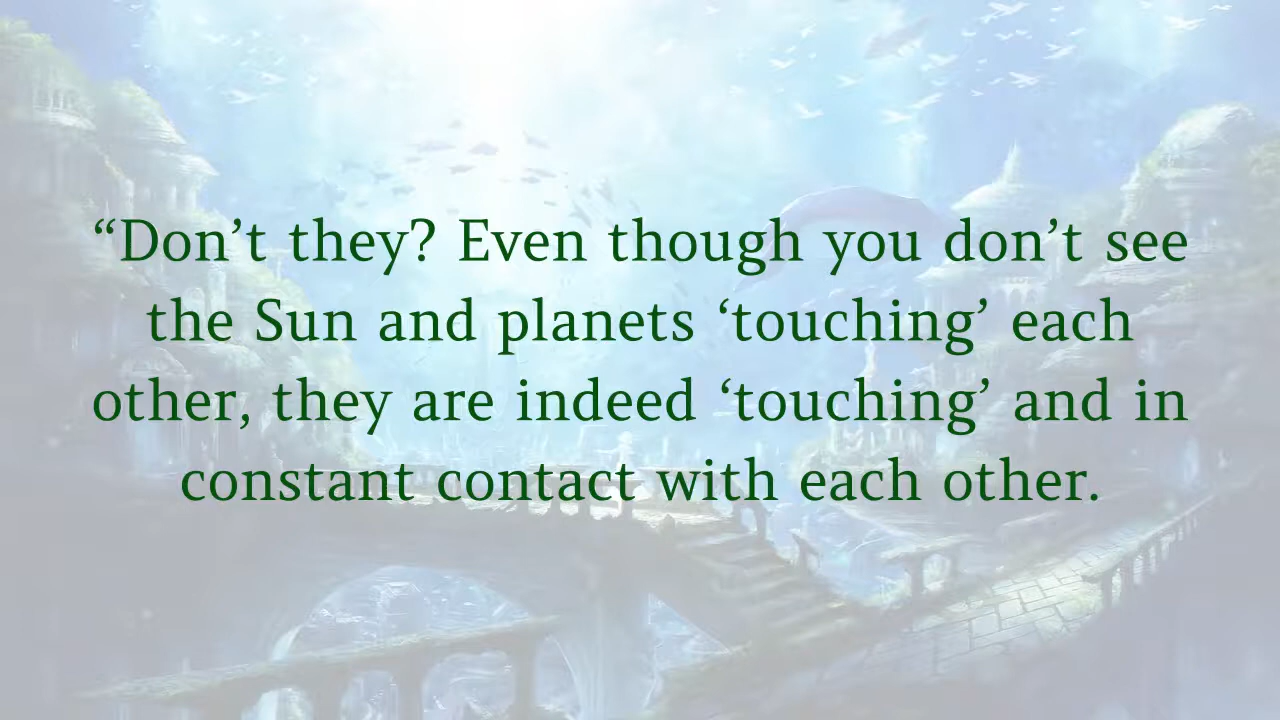 “Don’t they? Even though you don’t see
the Sun and planets ‘touching’ each
other, they are indeed ‘touching’ and in
constant contact with each other.